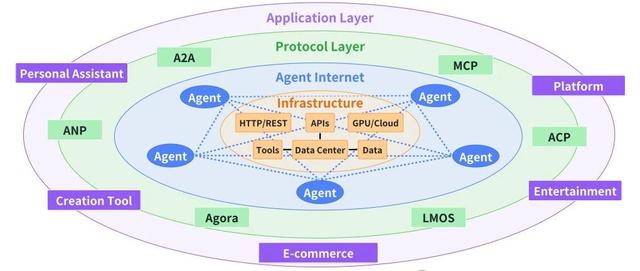 Application Layer
Protocol Layer
A2A
MCP
Personal Assistant
Agent Internet
Platform
Agent
Agent
Infrastructure
HTTP/REST
APIs
GPU/Cloud
ANP
ACP
Tools
Data Center
Data
Agent
Agent
Agent
Creation Tool
Entertainment
Agora
LMOS
E-commerce